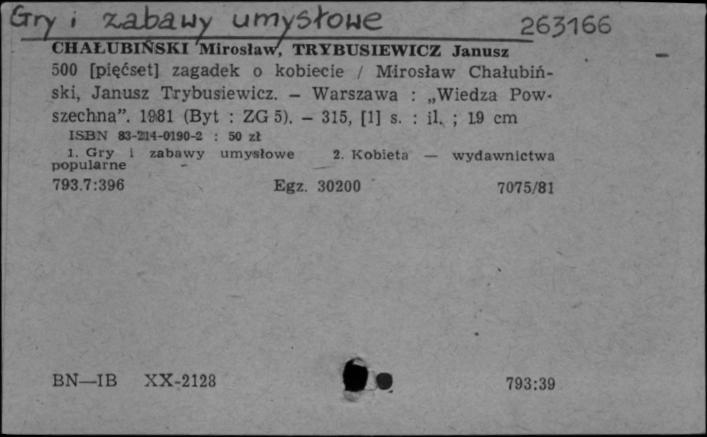 Gry i zabawy umysłowe 263166
CHAŁUBIŃSKI Mirosław, TRYBUSIEWICZ Janusz
500 [pięćset] zagadek o kobiecie / Mirosław Chałubiń-
ski, Janusz Trybusiewicz. — Warszawa : „Wiedza Pow-
szechna”. 1981 (Byt : ZG 5). — 315, [1] s. : il. ; 19 cm
ISBN 83-214-0190-2 : 50 zł
1. Gry i zabawy umysłowe 2. Kobieta — wydawnictwa
popularne
793.7:396 Egz. 30200 7075/81
BN—IB XX-2128 793:39